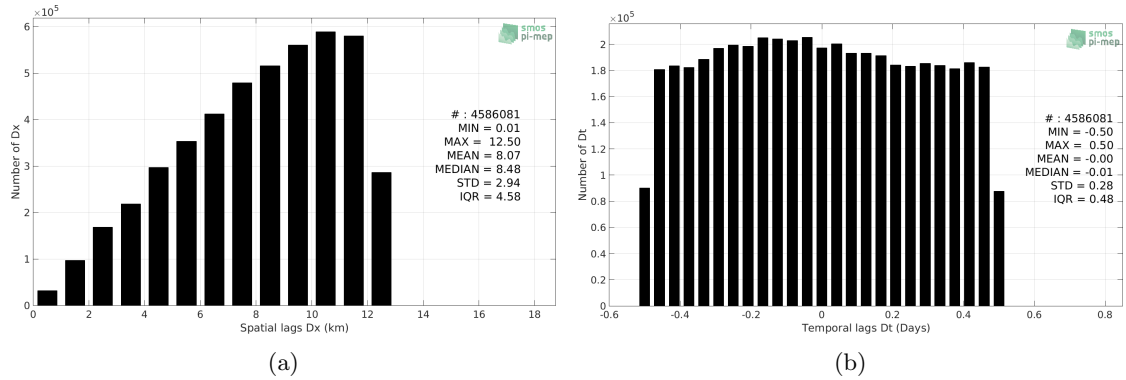 ×10⁵
6
5
4
3
2
1
0
Number of Dx
0 2 4 6 8 10 12 14 16 18
Spatial lags Dx (km)
smos
pi-mep
# : 4586081
MIN = 0.01
MAX = 12.50
MEAN = 8.07
MEDIAN = 8.48
STD = 2.94
IQR = 4.58
(a)
×10⁵
2
1.8
1.6
1.4
1.2
1
0.8
0.6
0.4
0.2
0
Number of Dt
-0.6 -0.4 -0.2 0 0.2 0.4 0.6 0.8
Temporal lags Dt (Days)
smos
pi-mep
# : 4586081
MIN = -0.50
MAX = 0.50
MEAN = -0.00
MEDIAN = -0.01
STD = 0.28
IQR = 0.48
(b)